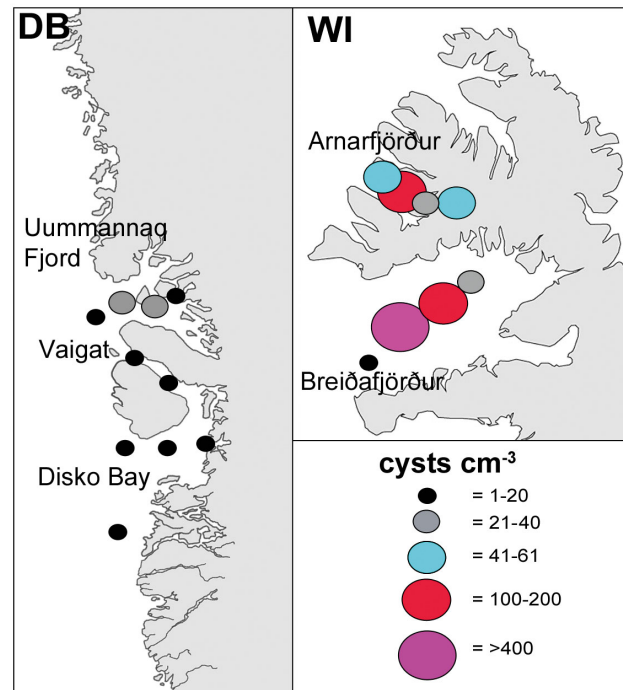 DB
Uummannaq
Fjord
Vaigat
Disko Bay
WI
Arnarfjörður
Breiðafjörður
cysts cm⁻³
= 1-20
= 21-40
= 41-61
= 100-200
= >400